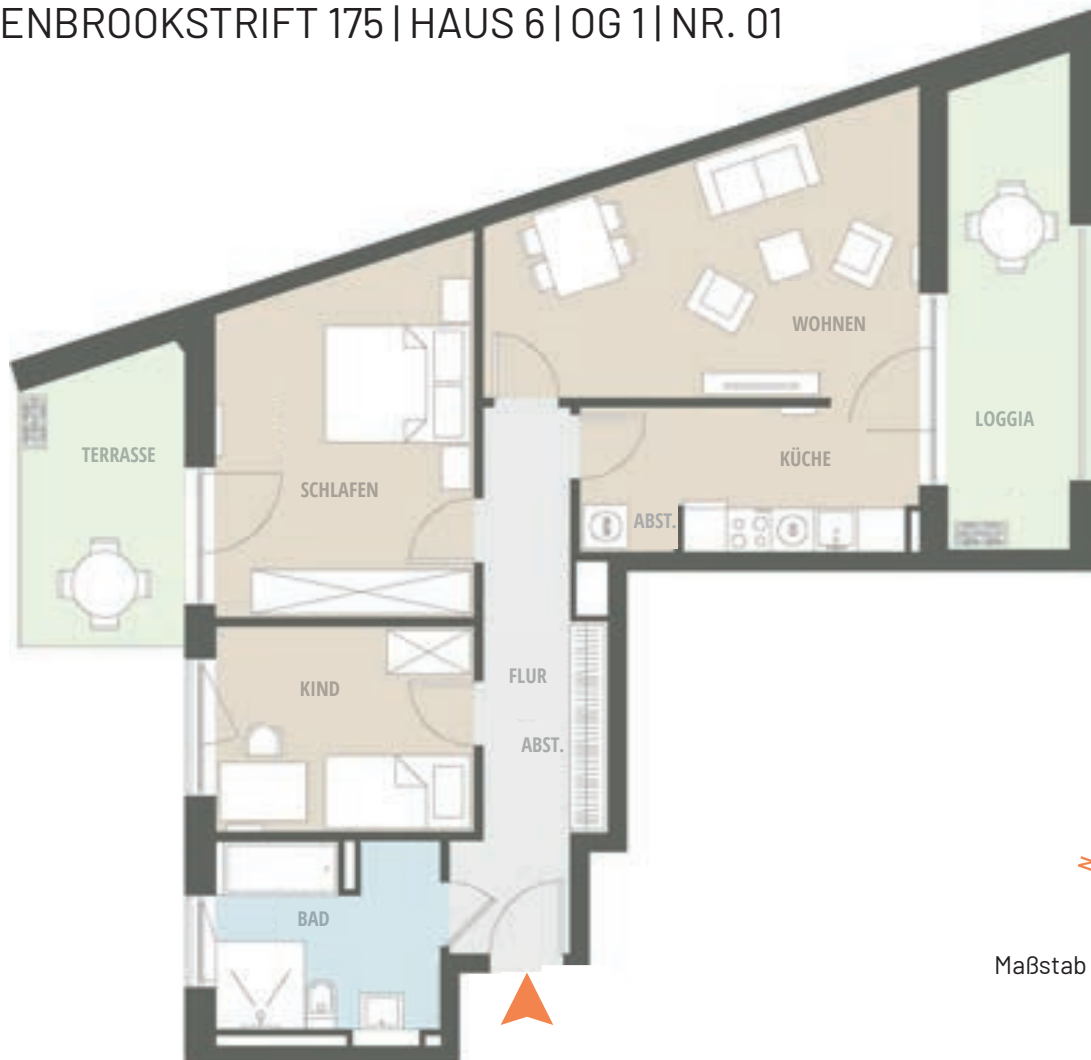 ENBROOKSTRIFT 175 | HAUS 6 | OG 1 | NR. 01
WOHNEN
LOGGIA
TERRASSE
KÜCHE
SCHLAFEN
ABST.
FLUR
KIND
ABST.
BAD
N
Maßstab